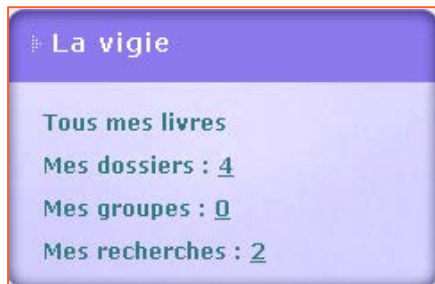 La vigie
Tous mes livres
Mes dossiers : 4
Mes groupes : 0
Mes recherches : 2